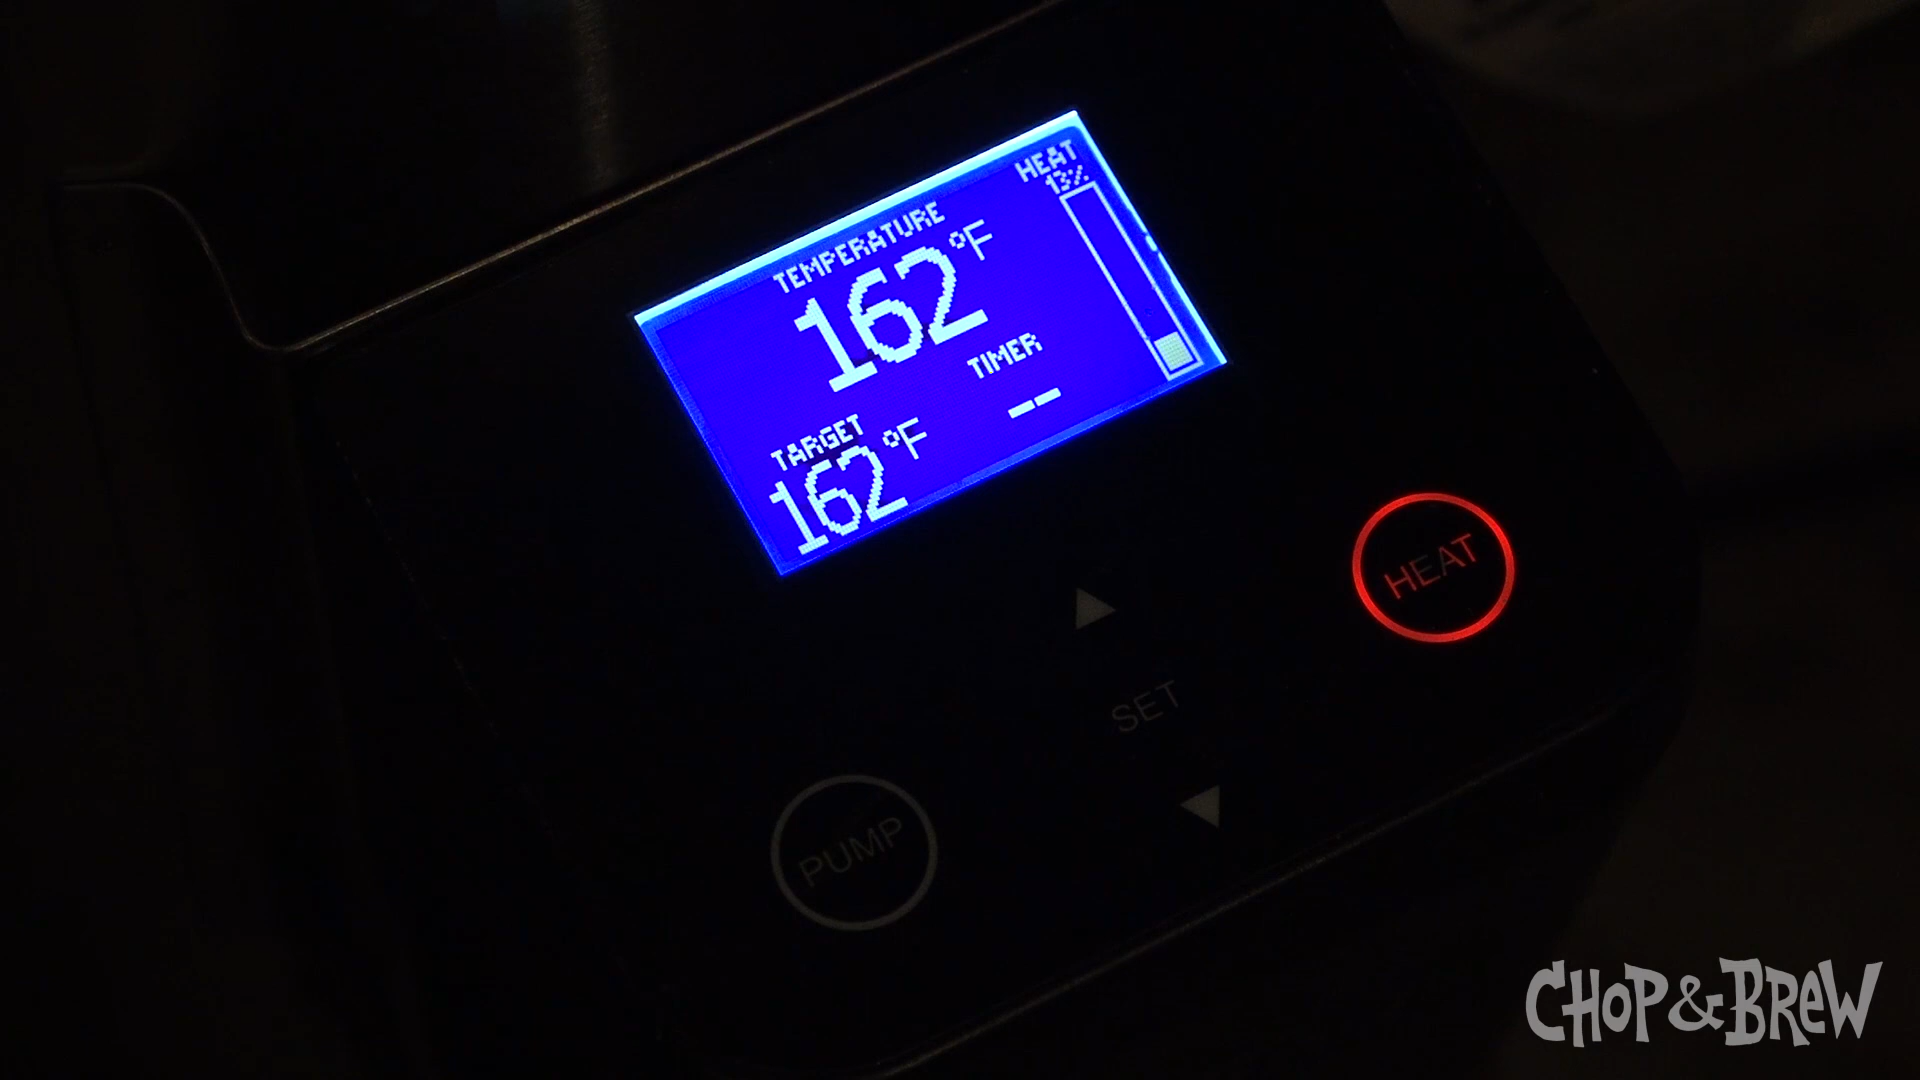 HEAT
13%
TEMPERATURE
162°F
TIMER
--
TARGET
162°F
HEAT
SET
PUMP
CHOP&BREW